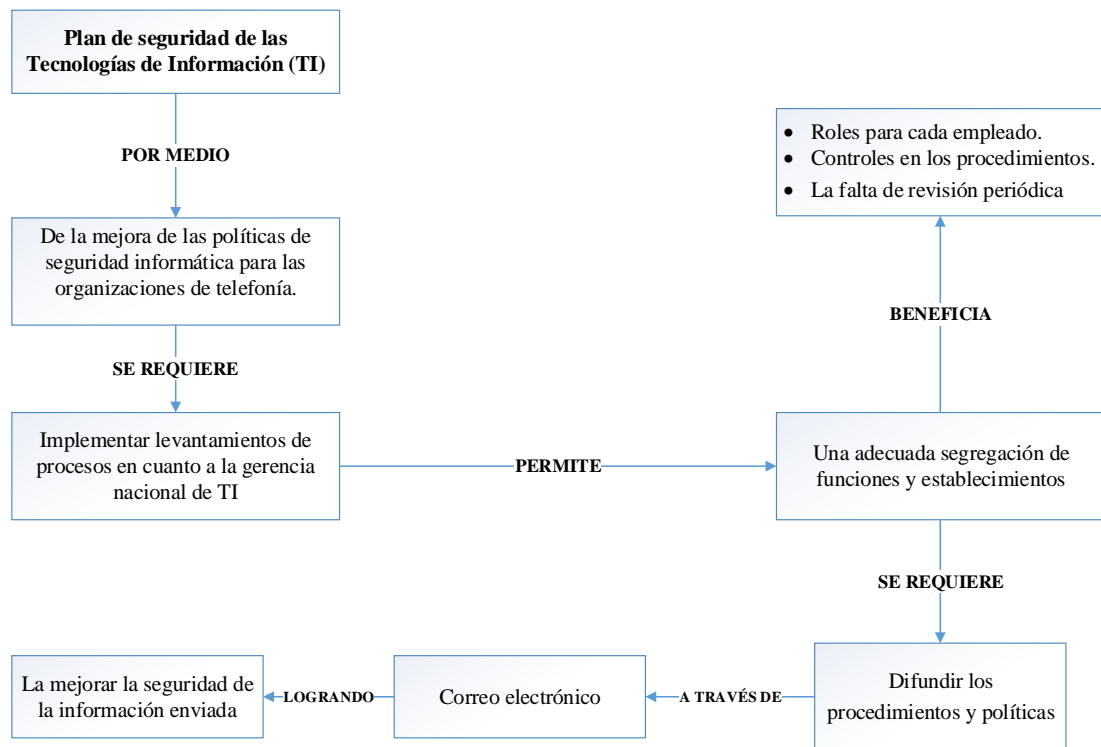 Plan de seguridad de las
Tecnologías de Información (TI)
POR MEDIO
De la mejora de las políticas de
seguridad informática para las
organizaciones de telefonía.
SE REQUIERE
Implementar levantamientos de
procesos en cuanto a la gerencia
nacional de TI
PERMITE
Una adecuada segregación de
funciones y establecimientos
BENEFICIA
• Roles para cada empleado.
• Controles en los procedimientos.
• La falta de revisión periódica
SE REQUIERE
Difundir los
procedimientos y políticas
A TRAVÉS DE
Correo electrónico
LOGRANDO
La mejorar la seguridad de
la información enviada